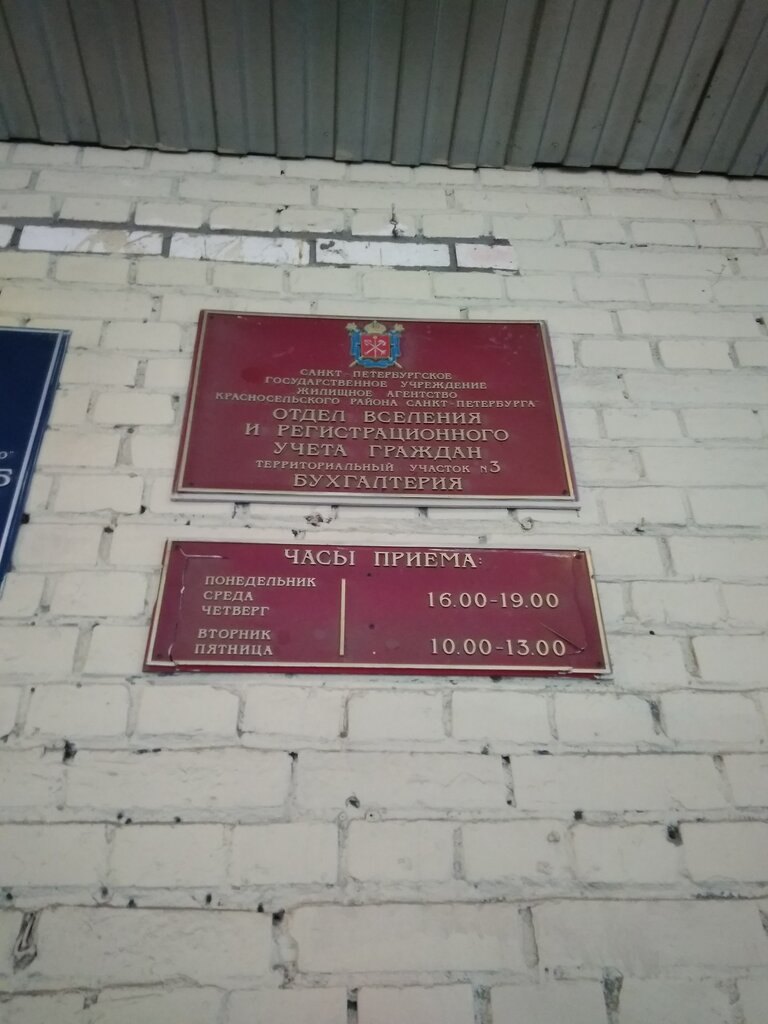 САНКТ-ПЕТЕРБУРГСКОЕ
ГОСУДАРСТВЕННОЕ УЧРЕЖДЕНИЕ
ЖИЛИЩНОЕ АГЕНТСТВО
КРАСНОСЕЛЬСКОГО РАЙОНА САНКТ-ПЕТЕРБУРГА"
ОТДЕЛ ВСЕЛЕНИЯ
И РЕГИСТРАЦИОННОГО
УЧЕТА ГРАЖДАН
ТЕРРИТОРИАЛЬНЫЙ УЧАСТОК №3
БУХГАЛТЕРИЯ
ЧАСЫ ПРИЕМА:
ПОНЕДЕЛЬНИК
СРЕДА
ЧЕТВЕРГ
16.00-19.00
ВТОРНИК
ПЯТНИЦА
10.00-13.00